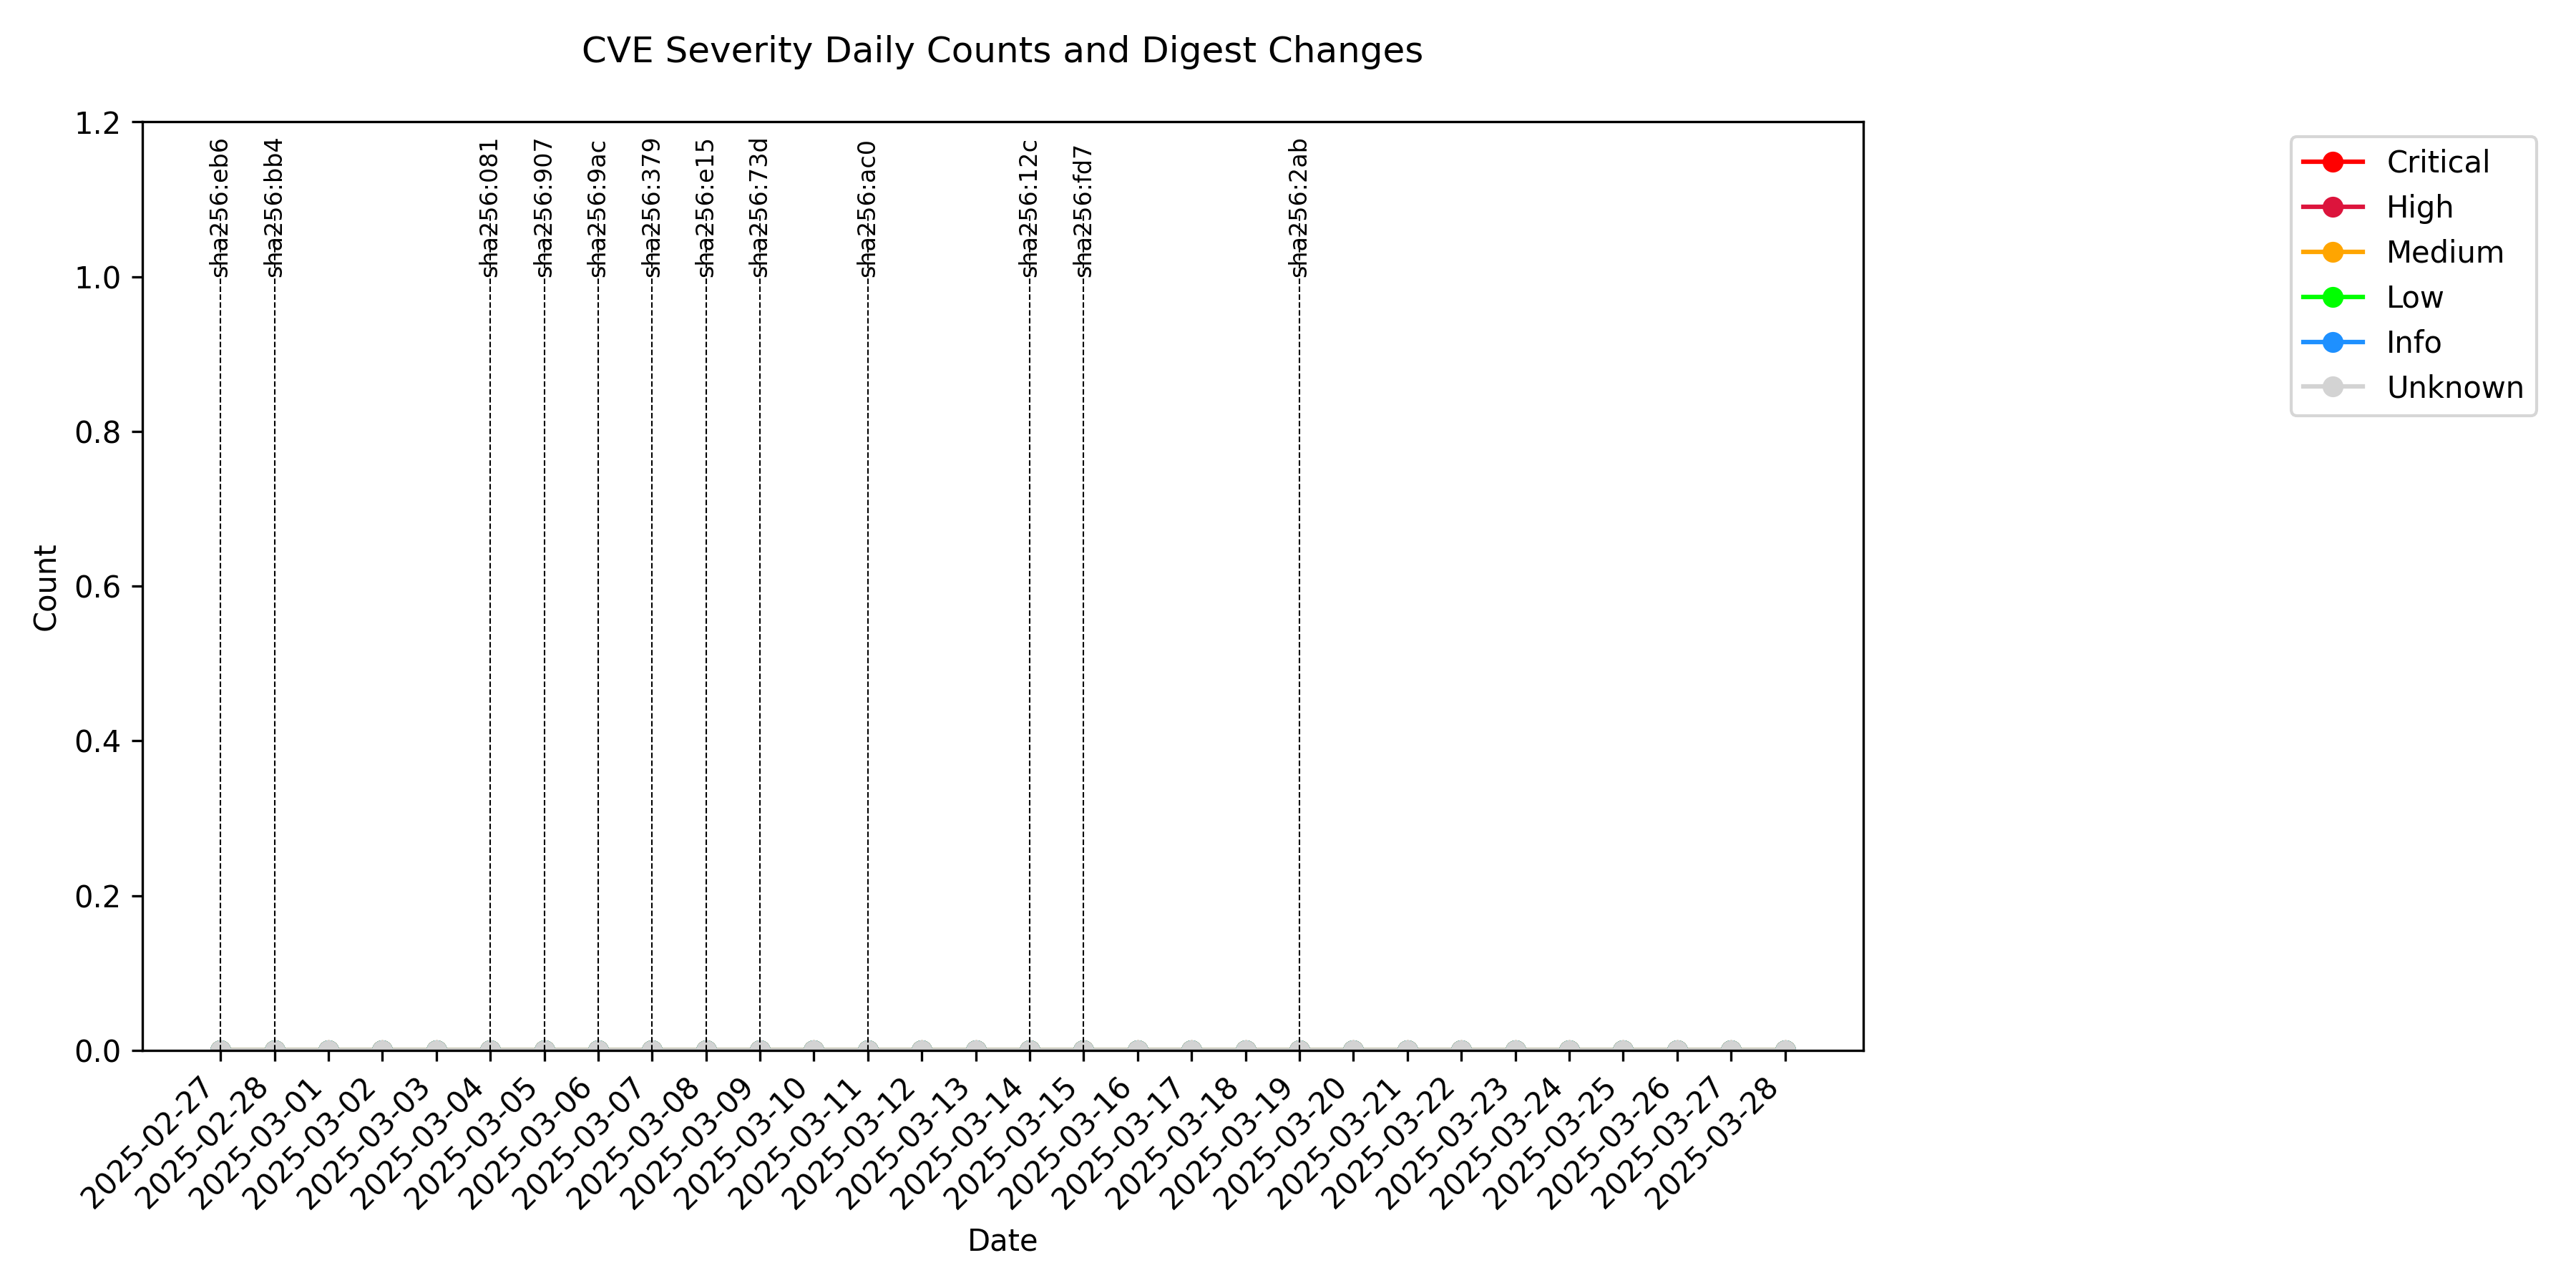 CVE Severity Daily Counts and Digest Changes
1.2
1.0
0.8
0.6
0.4
0.2
0.0
Count
sha256:eb6
sha256:bb4
sha256:081
sha256:907
sha256:9ac
sha256:379
sha256:e15
sha256:73d
sha256:ac0
sha256:12c
sha256:fd7
sha256:2ab
2025-02-27
2025-02-28
2025-03-01
2025-03-02
2025-03-03
2025-03-04
2025-03-05
2025-03-06
2025-03-07
2025-03-08
2025-03-09
2025-03-10
2025-03-11
2025-03-12
2025-03-13
2025-03-14
2025-03-15
2025-03-16
2025-03-17
2025-03-18
2025-03-19
2025-03-20
2025-03-21
2025-03-22
2025-03-23
2025-03-24
2025-03-25
2025-03-26
2025-03-27
2025-03-28
Date
Critical
High
Medium
Low
Info
Unknown